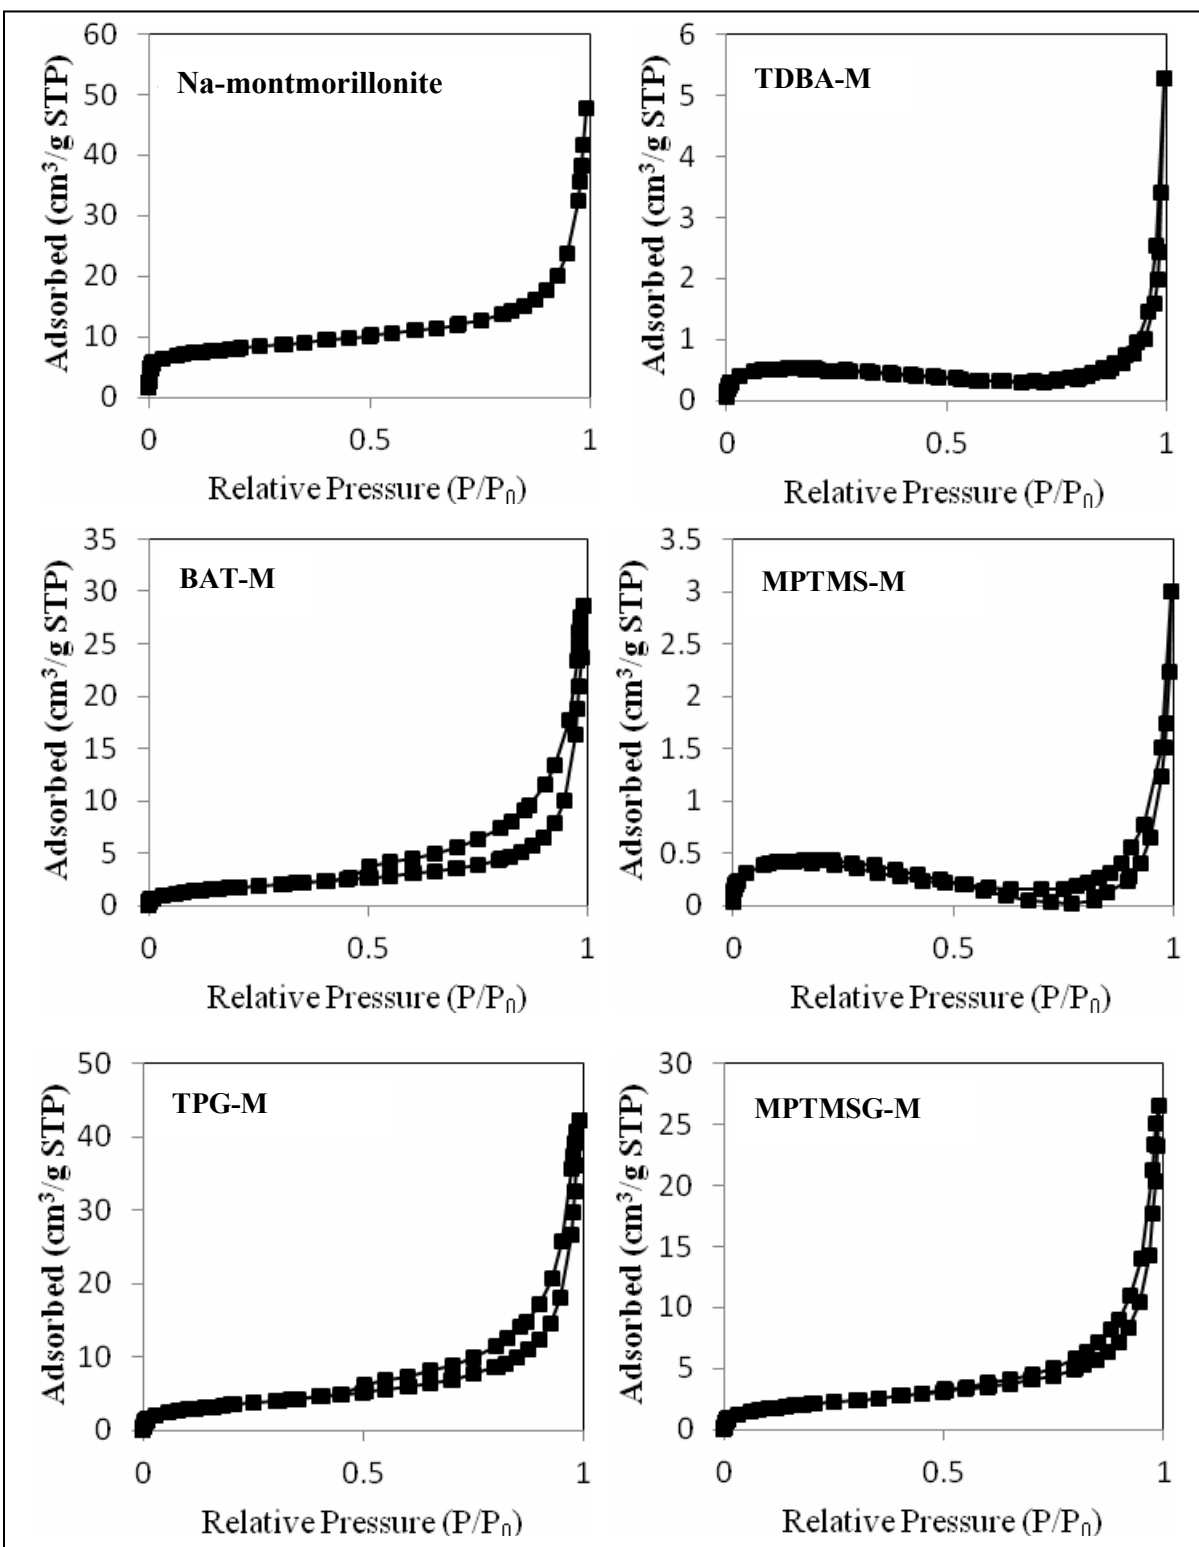 Na-montmorillonite
Adsorbed (cm³/g STP)
60
50
40
30
20
10
0
0 0.5 1
Relative Pressure (P/P₀)
TDBA-M
Adsorbed (cm³/g STP)
6
5
4
3
2
1
0
0 0.5 1
Relative Pressure (P/P₀)
BAT-M
Adsorbed (cm³/g STP)
35
30
25
20
15
10
5
0
0 0.5 1
Relative Pressure (P/P₀)
MPTMS-M
Adsorbed (cm³/g STP)
3.5
3
2.5
2
1.5
1
0.5
0
0 0.5 1
Relative Pressure (P/P₀)
TPG-M
Adsorbed (cm³/g STP)
50
40
30
20
10
0
0 0.5 1
Relative Pressure (P/P₀)
MPTMSG-M
Adsorbed (cm³/g STP)
30
25
20
15
10
5
0
0 0.5 1
Relative Pressure (P/P₀)